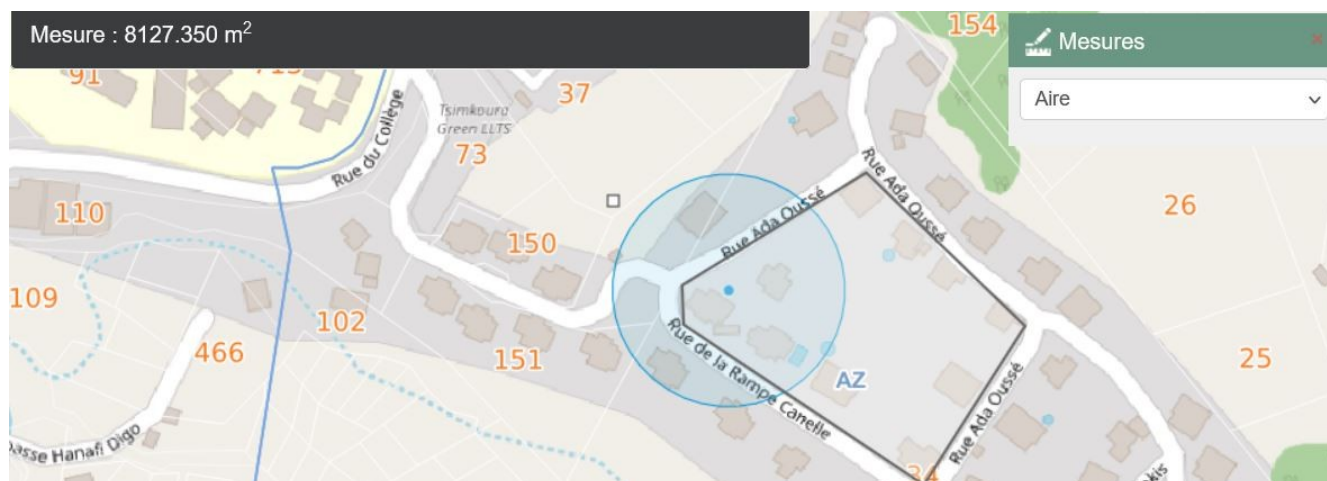 Mesure : 8127.350 m²
Mesures
Aire
154
91
37
Tsimkoura
Green LLTS
73
Rue du Collège
Rue Ada Oussé
Rue Ada Oussé
26
110
150
109
102
466
151
Rue de la Rampe Canelle
AZ
25
Rue Ada Oussé
passe Hanafi Digo
34